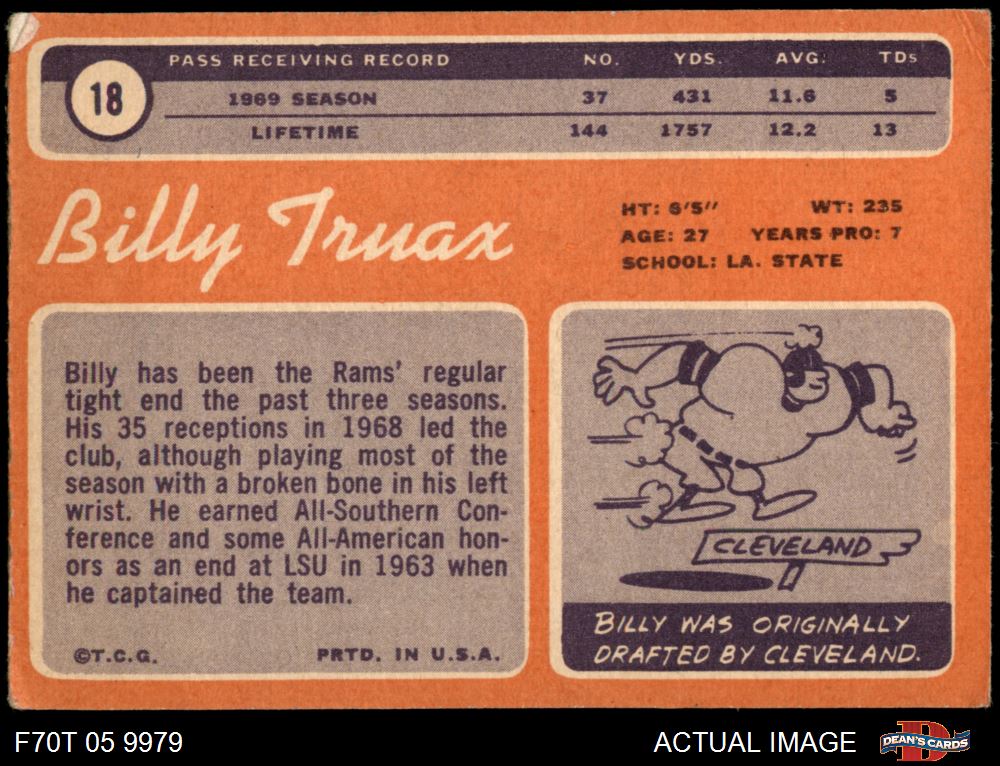 PASS RECEIVING RECORD NO. YDS. AVG. TDs
18
1969 SEASON 37 431 11.6 5
LIFETIME 144 1757 12.2 13
Billy Truax
HT: 6'5" WT: 235
AGE: 27 YEARS PRO: 7
SCHOOL: LA. STATE
Billy has been the Rams' regular
tight end the past three seasons.
His 35 receptions in 1968 led the
club, although playing most of the
season with a broken bone in his left
wrist. He earned All-Southern Con-
ference and some All-American hon-
ors as an end at LSU in 1963 when
he captained the team.
©T.C.G. PRTD. IN U.S.A.
CLEVELAND
BILLY WAS ORIGINALLY
DRAFTED BY CLEVELAND.
F70T 05 9979 ACTUAL IMAGE
D
DEAN'S CARDS